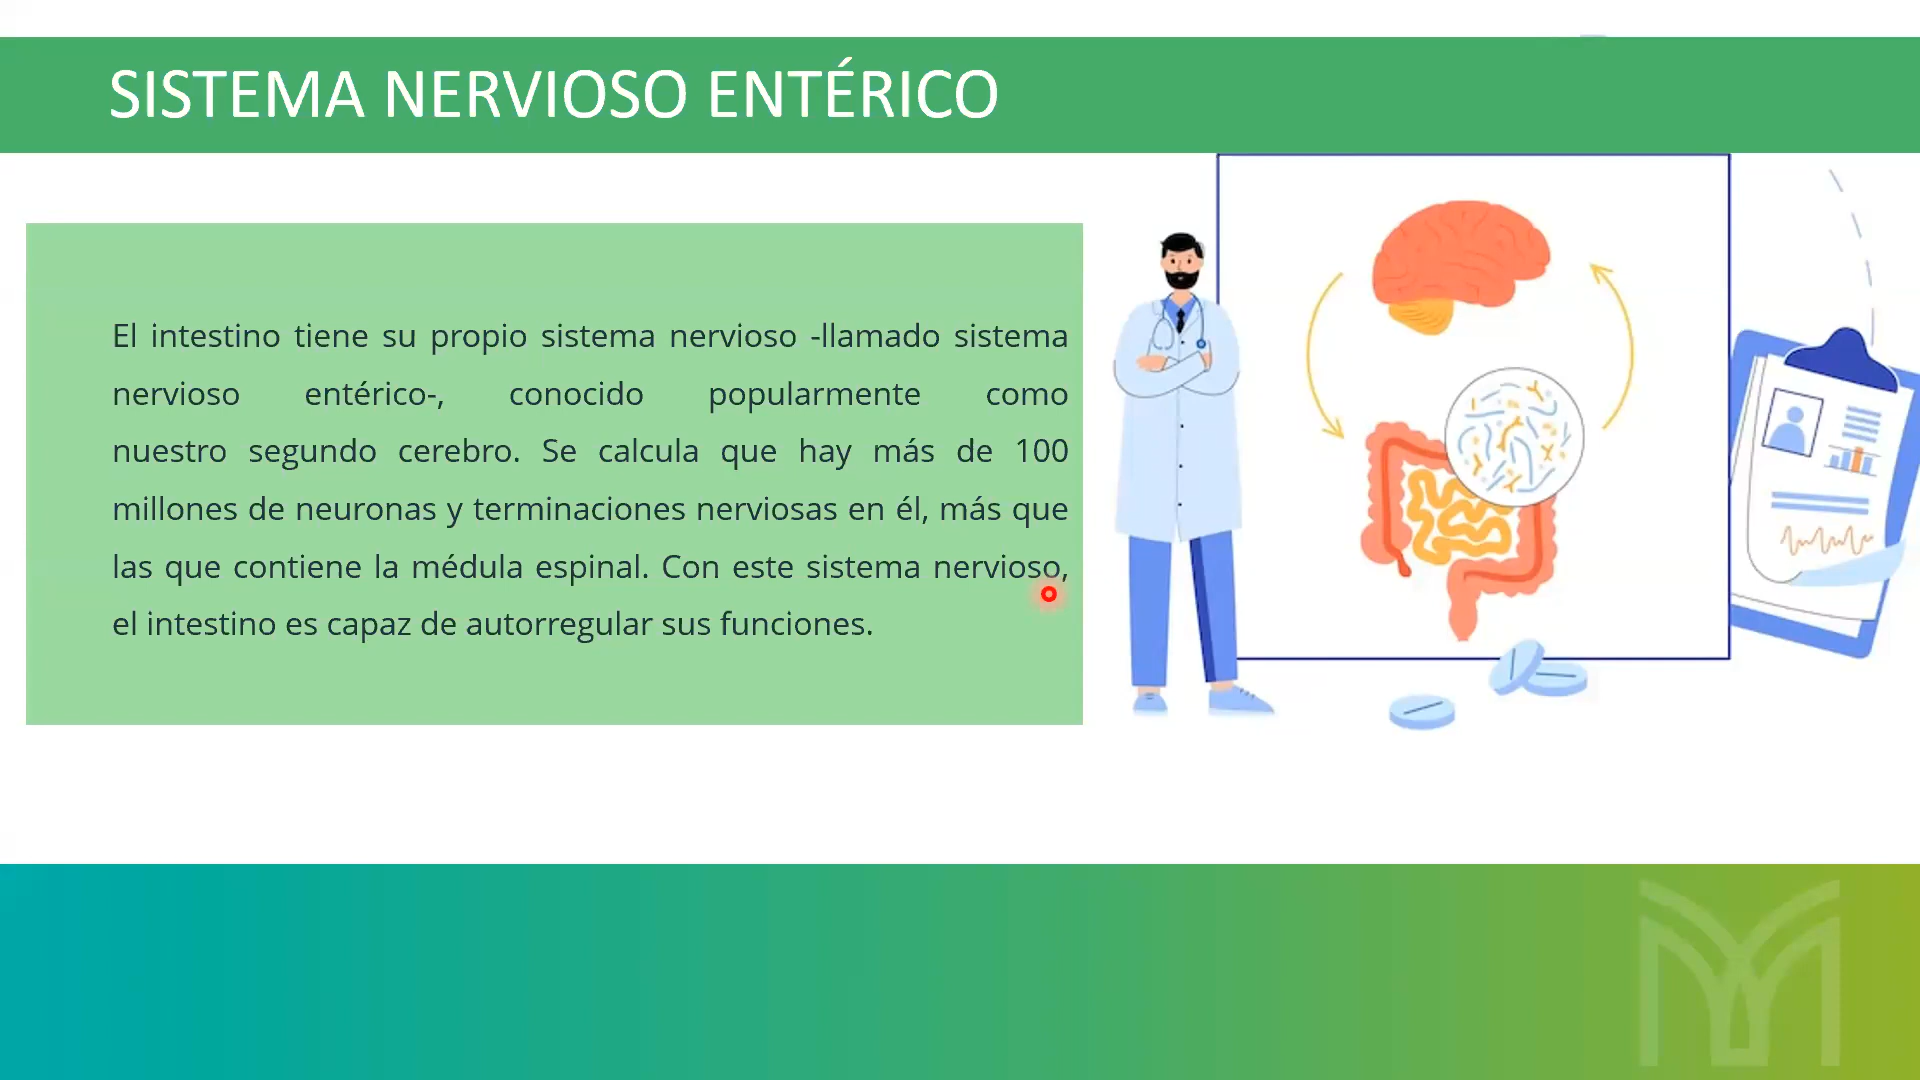 SISTEMA NERVIOSO ENTÉRICO
El intestino tiene su propio sistema nervioso -llamado sistema
nervioso entérico-, conocido popularmente como
nuestro segundo cerebro. Se calcula que hay más de 100
millones de neuronas y terminaciones nerviosas en él, más que
las que contiene la médula espinal. Con este sistema nervioso,
el intestino es capaz de autorregular sus funciones.